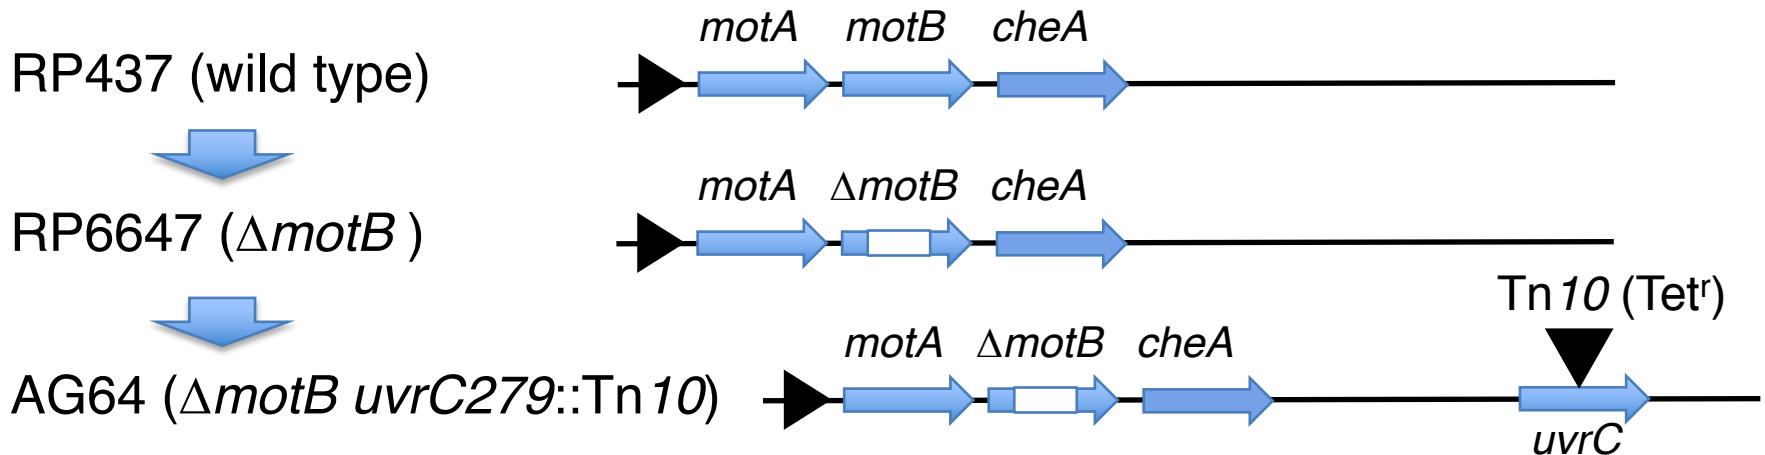 motA motB cheA
RP437 (wild type)
motA ΔmotB cheA
RP6647 (ΔmotB )
Tn10 (Tetʳ)
motA ΔmotB cheA
AG64 (ΔmotB uvrC279::Tn10)
uvrC